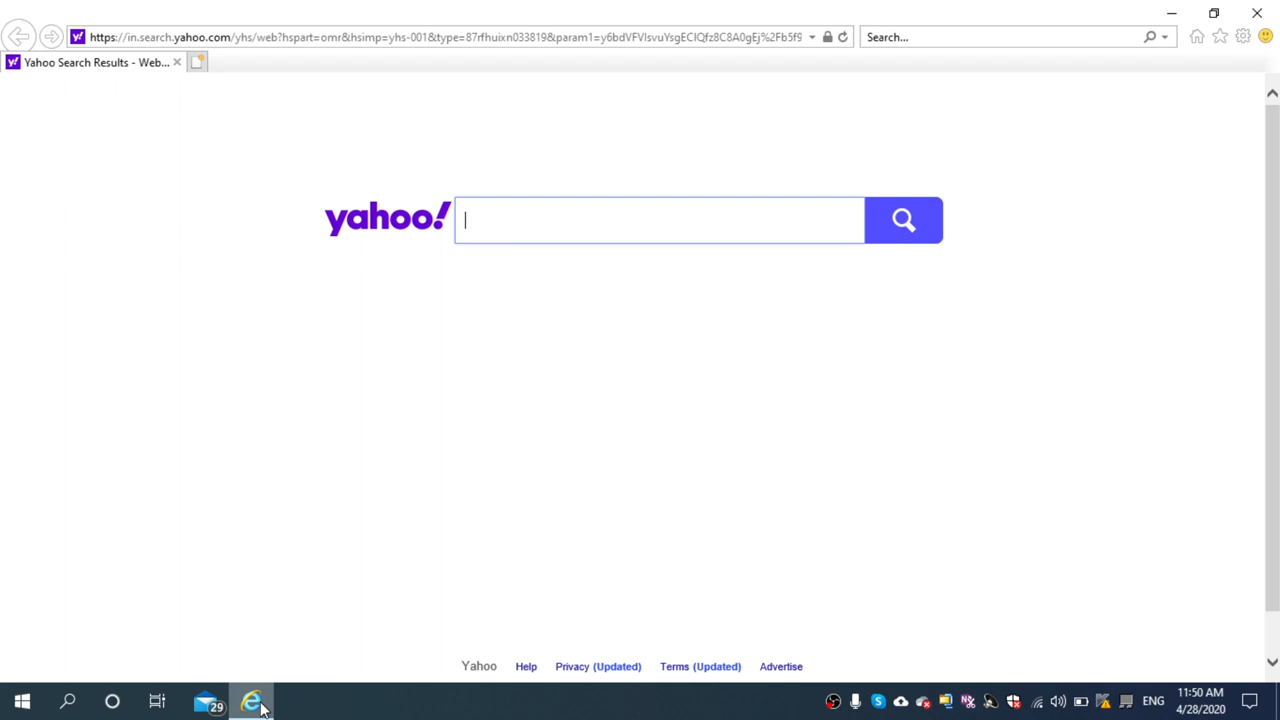 https://in.search.yahoo.com/yhs/web?hspart=omr&hsimp=yhs-001&type=87rfhuixn033819&param1=y6bdVFVIsvuYsgECIQfz8C8A0gEj%2Fb5f9
Search...
Yahoo Search Results - Web...
yahoo!
Yahoo Help Privacy (Updated) Terms (Updated) Advertise
29
ENG
11:50 AM
4/28/2020